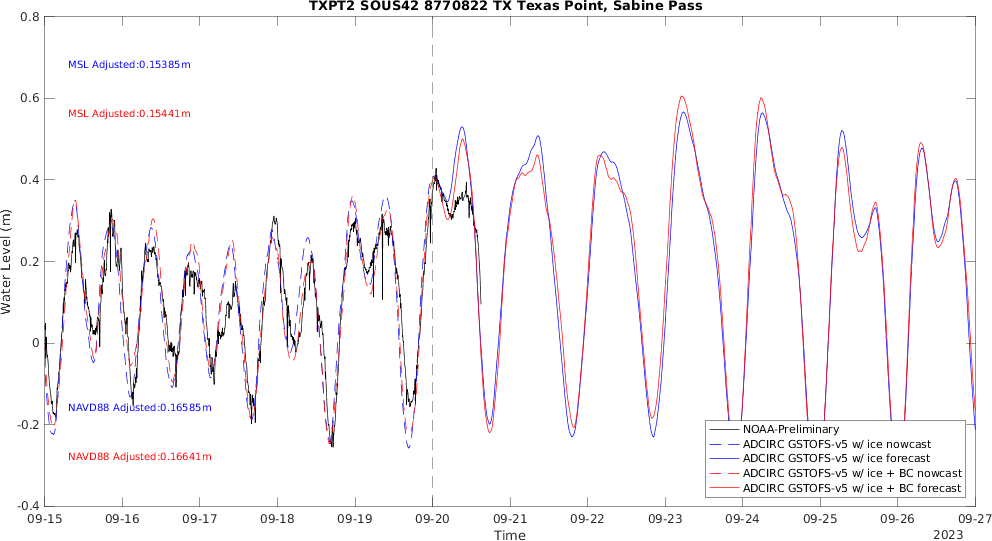 TXPT2 SOUS42 8770822 TX Texas Point, Sabine Pass
Water Level (m)
0.8
0.6
0.4
0.2
0
-0.2
-0.4
MSL Adjusted:0.15385m
MSL Adjusted:0.15441m
NAVD88 Adjusted:0.16585m
NAVD88 Adjusted:0.16641m
NOAA-Preliminary
ADCIRC GSTOFS-v5 w/ ice nowcast
ADCIRC GSTOFS-v5 w/ ice forecast
ADCIRC GSTOFS-v5 w/ ice + BC nowcast
ADCIRC GSTOFS-v5 w/ ice + BC forecast
09-15 09-16 09-17 09-18 09-19 09-20 09-21 09-22 09-23 09-24 09-25 09-26 09-27
Time
2023